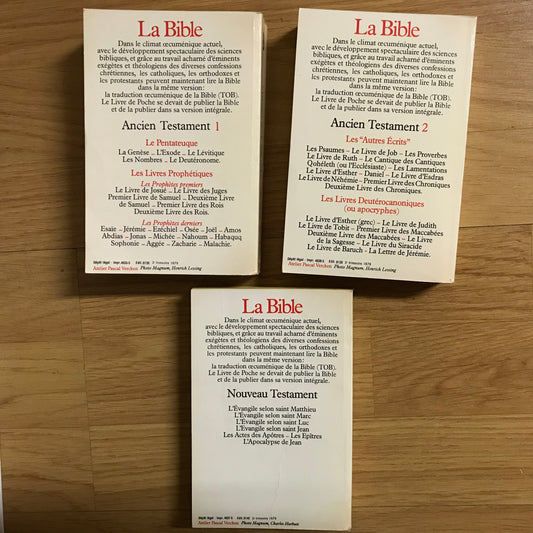 La Bible
Dans le climat œcuménique actuel,
avec le développement spectaculaire des sciences
bibliques, et grâce au travail acharné d'éminents
exégètes et théologiens des diverses confessions
chrétiennes, les catholiques, les orthodoxes et
les protestants peuvent maintenant lire la Bible
dans la même version :
la traduction œcuménique de la Bible (TOB).
Le Livre de Poche se devait de publier la Bible
et de la publier dans sa version intégrale.
Ancien Testament 1
Le Pentateuque
La Genèse – L'Exode – Le Lévitique
Les Nombres – Le Deutéronome.
Les Livres Prophétiques
Les Prophètes premiers
Le Livre de Josué – Le Livre des Juges
Premier Livre de Samuel – Deuxième Livre
de Samuel – Premier Livre des Rois
Deuxième Livre des Rois.
Les Prophètes derniers
Esaïe – Jérémie – Ezéchiel – Osée – Joël – Amos
Abdias – Jonas – Michée – Nahoum – Habaquq
Sophonie – Aggée – Zacharie – Malachie.
Dépôt légal
3e trimestre 1979
Atelier Pascal Vercken Photo Magnum, Henrich Lessing
La Bible
Dans le climat œcuménique actuel,
avec le développement spectaculaire des sciences
bibliques, et grâce au travail acharné d'éminents
exégètes et théologiens des diverses confessions
chrétiennes, les catholiques, les orthodoxes et
les protestants peuvent maintenant lire la Bible
dans la même version :
la traduction œcuménique de la Bible (TOB).
Le Livre de Poche se devait de publier la Bible
et de la publier dans sa version intégrale.
Ancien Testament 2
Les "Autres Écrits"
Les Psaumes – Le Livre de Job – Les Proverbes
Le Livre de Ruth – Le Cantique des Cantiques
Qohéleth (ou l'Ecclésiaste) – Les Lamentations
Le Livre d'Esther – Daniel – Le Livre d'Esdras
Le Livre de Néhémie – Premier Livre des Chroniques
Deuxième Livre des Chroniques.
Les Livres Deutérocanoniques
(ou apocryphes)
Le Livre d'Esther (grec) – Le Livre de Judith
Le Livre de Tobit – Premier Livre des Maccabées
Deuxième Livre des Maccabées – Le Livre
de la Sagesse – Le Livre du Siracide
Le Livre de Baruch – La Lettre de Jérémie.
Dépôt légal
3e trimestre 1979
Atelier Pascal Vercken Photo Magnum, Henrich Lessing
La Bible
Dans le climat œcuménique actuel,
avec le développement spectaculaire des sciences
bibliques, et grâce au travail acharné d'éminents
exégètes et théologiens des diverses confessions
chrétiennes, les catholiques, les orthodoxes et
les protestants peuvent maintenant lire la Bible
dans la même version :
la traduction œcuménique de la Bible (TOB).
Le Livre de Poche se devait de publier la Bible
et de la publier dans sa version intégrale.
Nouveau Testament
L'Évangile selon saint Matthieu
L'Évangile selon saint Marc
L'Évangile selon saint Luc
L'Évangile selon saint Jean
Les Actes des Apôtres – Les Epîtres
L'Apocalypse de Jean
Dépôt légal
trimestre 1979
Atelier Pascal Vercken Photo Magnum, Charles Harbutt